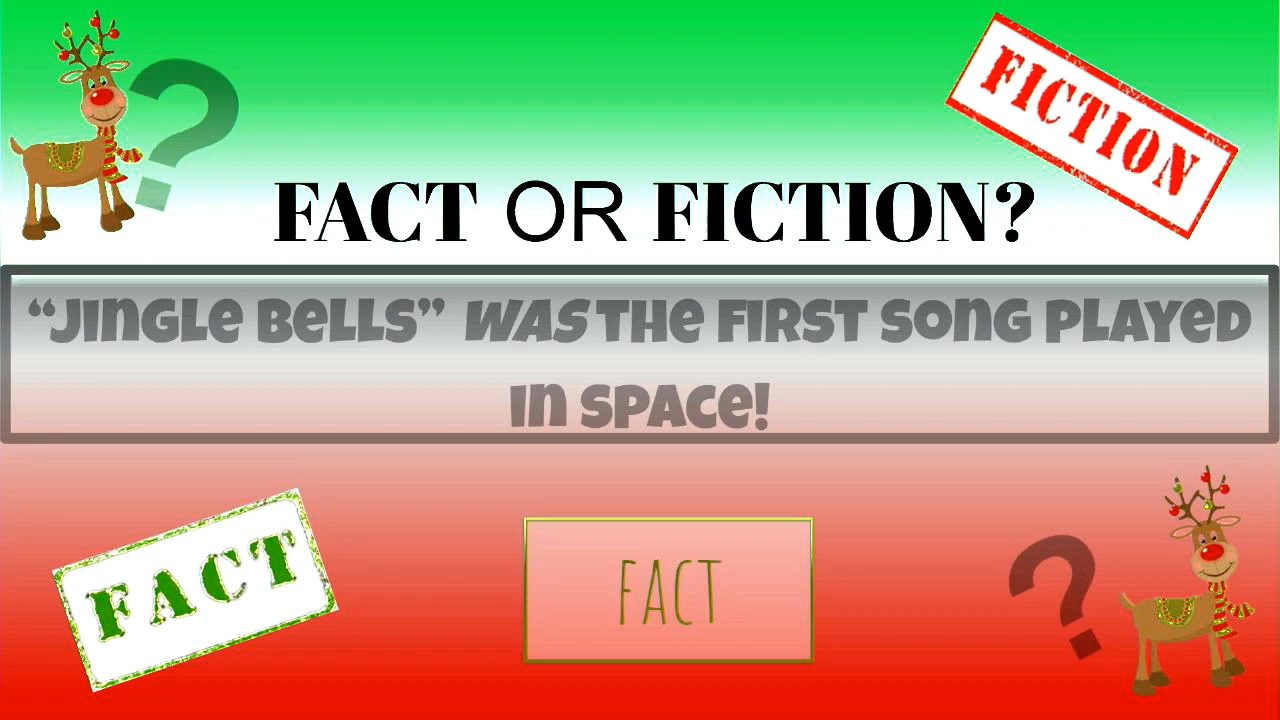 ?
FICTION
FACT OR FICTION?
“JINGLE BELLS” WAS THE FIRST SONG PLAYED
IN SPACE!
FACT
FACT
?